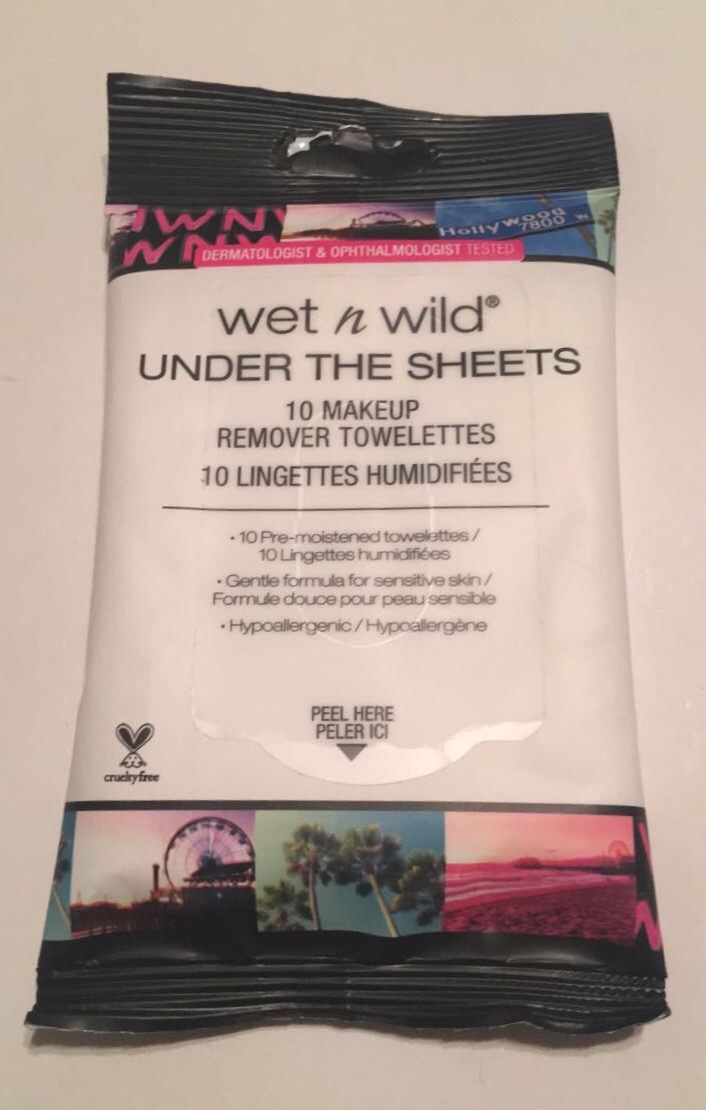 WNW
WNW
Hollywood
7800 W
DERMATOLOGIST & OPHTHALMOLOGIST TESTED
wet n wild®
UNDER THE SHEETS
10 MAKEUP
REMOVER TOWELETTES
10 LINGETTES HUMIDIFIÉES
• 10 Pre-moistened towelettes /
10 Lingettes humidifiées
• Gentle formula for sensitive skin /
Formule douce pour peau sensible
• Hypoallergenic / Hypoallergène
PEEL HERE
PELER ICI
crueltyfree